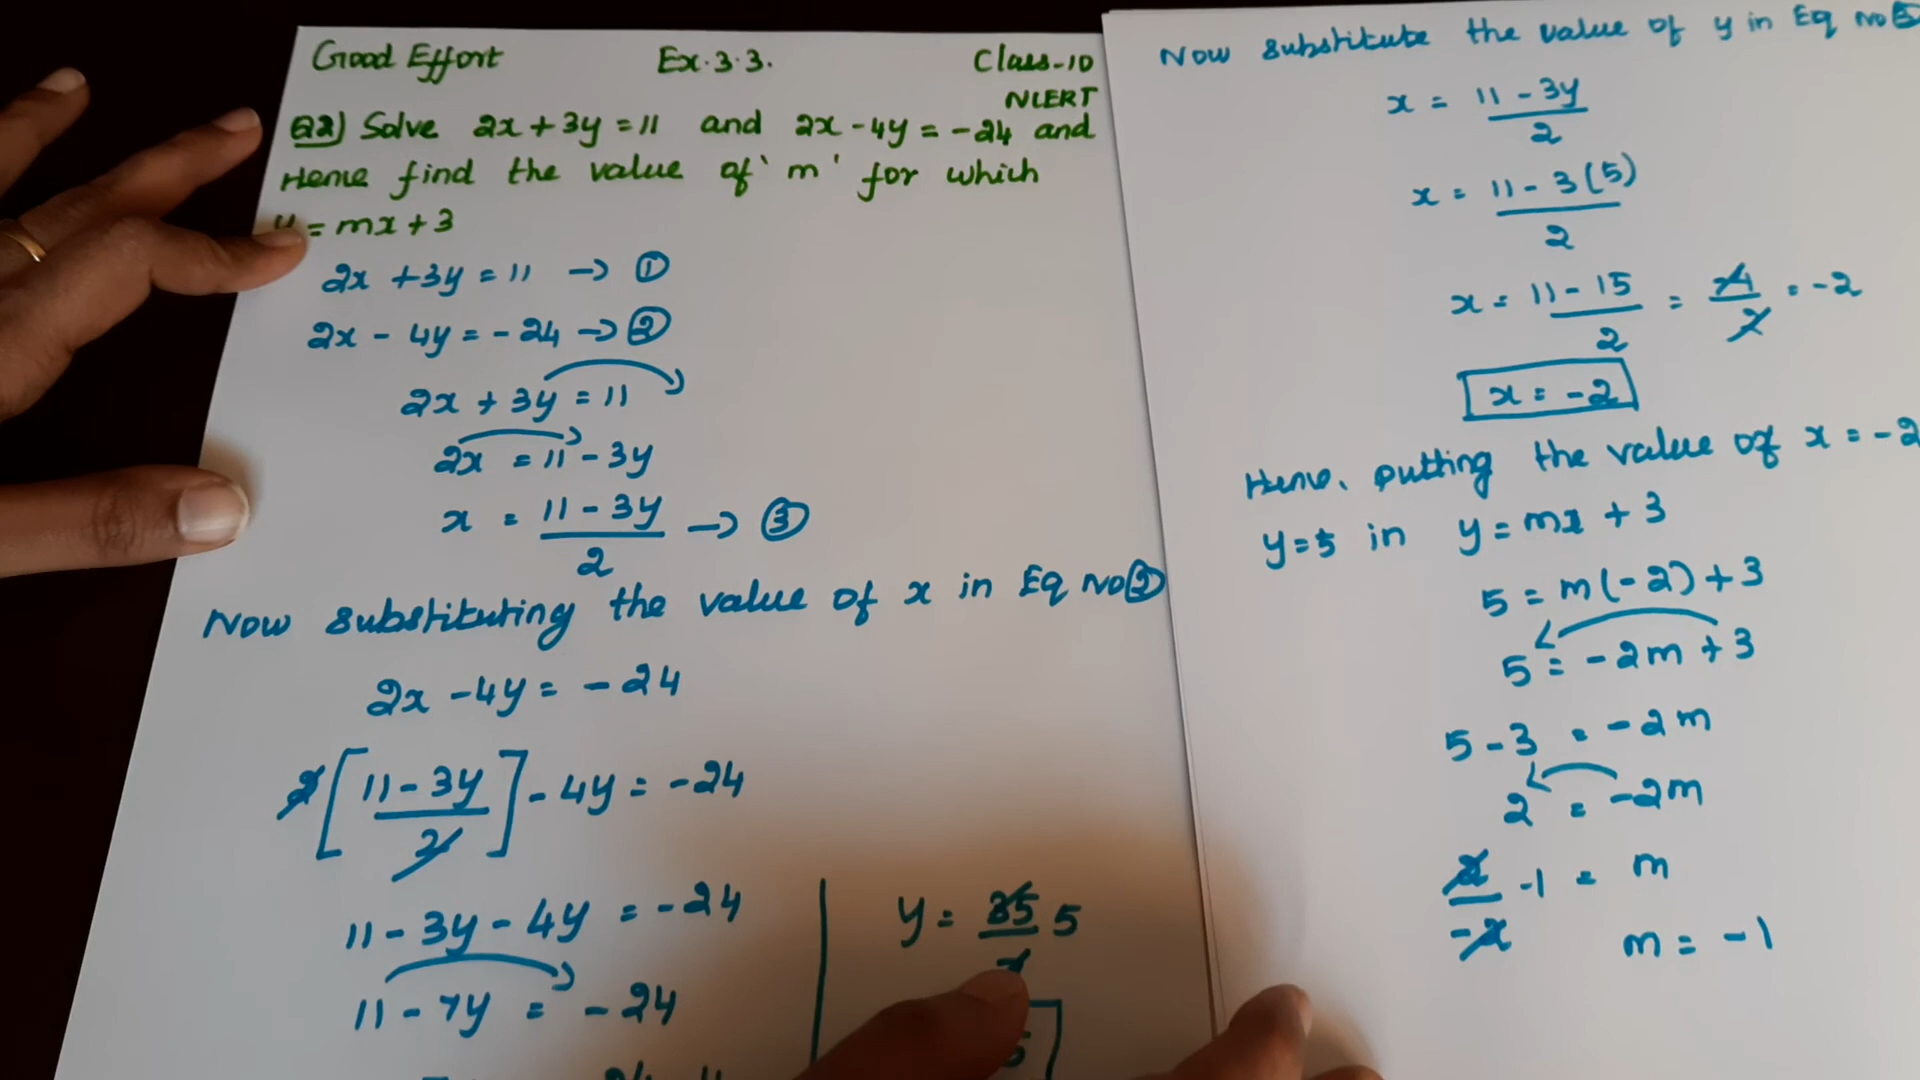 Good Effort Ex.3.3. Class-10
NCERT
Q2) Solve 2x + 3y = 11 and 2x - 4y = -24 and
Hence find the value of 'm' for which
y = mx + 3
2x + 3y = 11 → ①
2x - 4y = -24 → ②
2x + 3y = 11
2x = 11 - 3y
x = 11 - 3y / 2 → ③
Now substituting the value of x in Eq No ②
2x - 4y = -24
2[11 - 3y / 2] - 4y = -24
11 - 3y - 4y = -24
11 - 7y = -24
y = 35 5
5
Now substitute the value of y in Eq No ③
x = 11 - 3y / 2
x = 11 - 3(5) / 2
x = 11 - 15 / 2 = -4 / 2 = -2
x = -2
Hence, putting the value of x = -2
y = 5 in y = mx + 3
5 = m(-2) + 3
5 = -2m + 3
5 - 3 = -2m
2 = -2m
2 / -2 -1 = m
m = -1